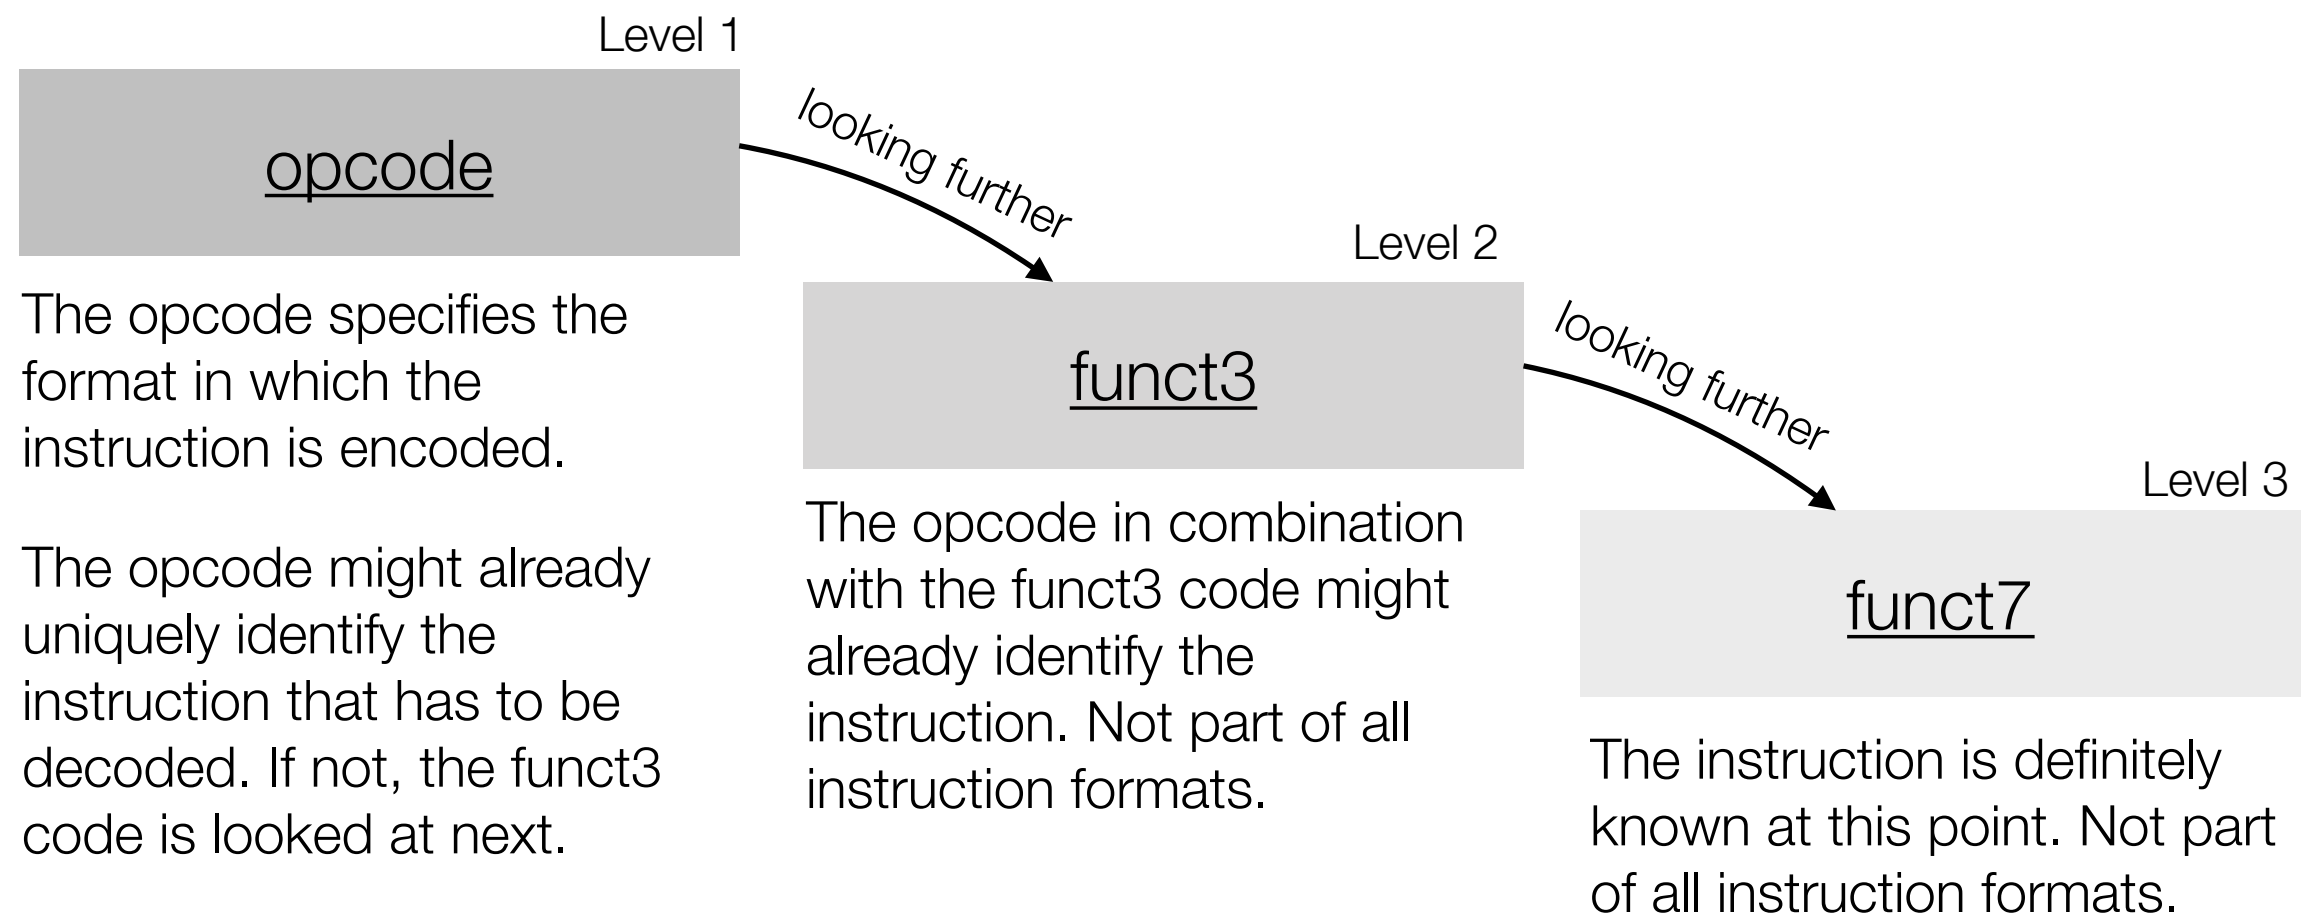 Level 1
opcode
The opcode specifies the
format in which the
instruction is encoded.
The opcode might already
uniquely identify the
instruction that has to be
decoded. If not, the funct3
code is looked at next.
looking further
Level 2
funct3
The opcode in combination
with the funct3 code might
already identify the
instruction. Not part of all
instruction formats.
looking further
Level 3
funct7
The instruction is definitely
known at this point. Not part
of all instruction formats.